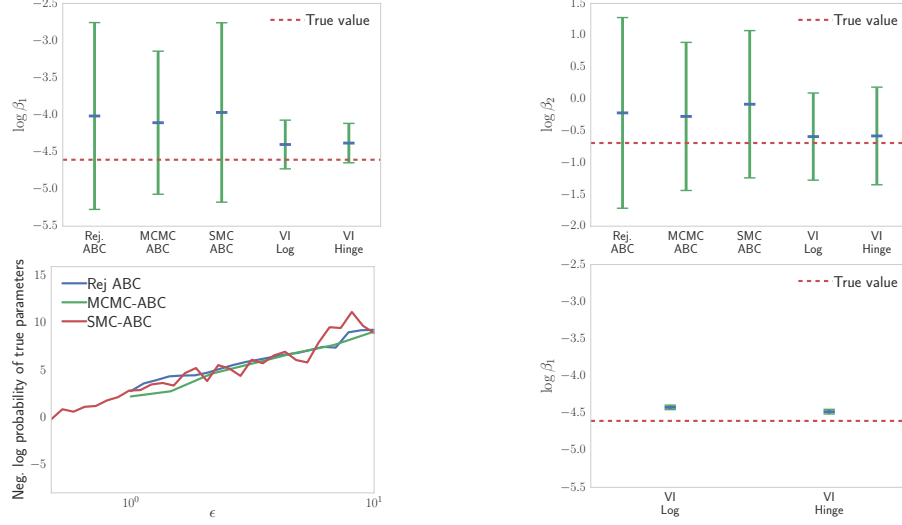 −2.5
−3.0
−3.5
−4.0
−4.5
−5.0
−5.5
log β₁
True value
Rej. ABC
MCMC ABC
SMC ABC
VI Log
VI Hinge
1.5
1.0
0.5
0.0
−0.5
−1.0
−1.5
−2.0
log β₂
True value
Rej. ABC
MCMC ABC
SMC ABC
VI Log
VI Hinge
15
10
5
0
−5
Neg. log probability of true parameters
Rej ABC
MCMC-ABC
SMC-ABC
10⁰
10¹
ϵ
−2.5
−3.0
−3.5
−4.0
−4.5
−5.0
−5.5
log β₁
True value
VI Log
VI Hinge